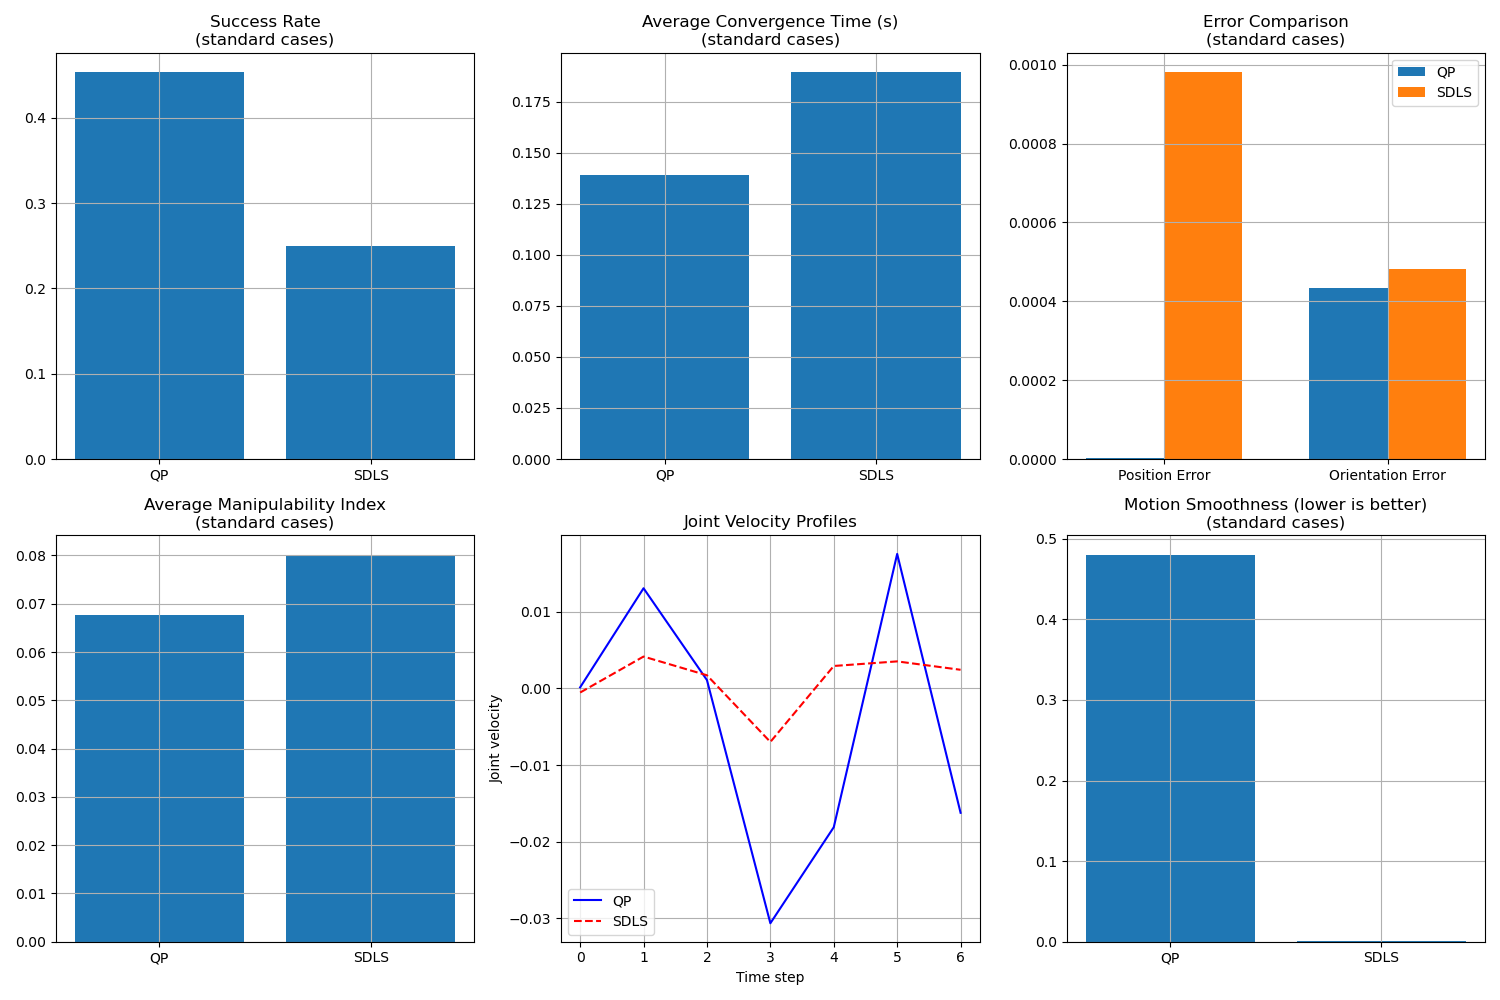 Success Rate
(standard cases)
0.4
0.3
0.2
0.1
0.0
QP
SDLS
Average Convergence Time (s)
(standard cases)
0.175
0.150
0.125
0.100
0.075
0.050
0.025
0.000
QP
SDLS
Error Comparison
(standard cases)
0.0010
0.0008
0.0006
0.0004
0.0002
0.0000
QP
SDLS
Position Error
Orientation Error
Average Manipulability Index
(standard cases)
0.08
0.07
0.06
0.05
0.04
0.03
0.02
0.01
0.00
QP
SDLS
Joint Velocity Profiles
Joint velocity
0.01
0.00
−0.01
−0.02
−0.03
QP
SDLS
0 1 2 3 4 5 6
Time step
Motion Smoothness (lower is better)
(standard cases)
0.5
0.4
0.3
0.2
0.1
0.0
QP
SDLS